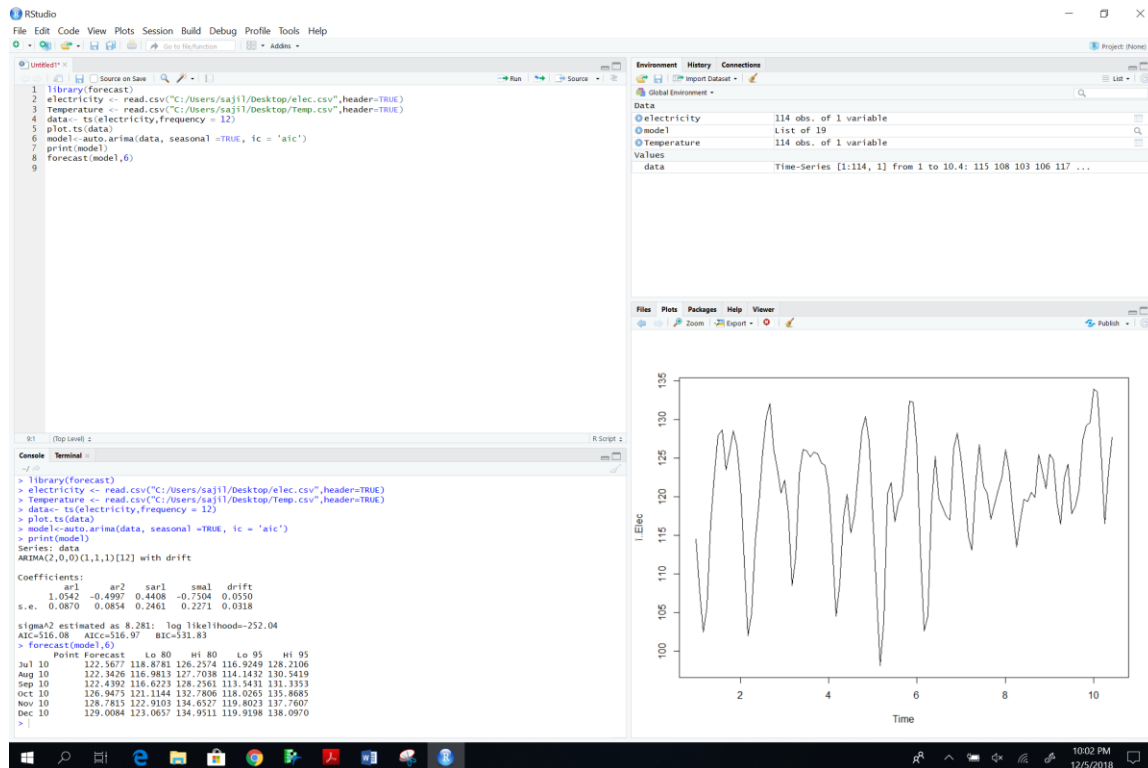 RStudio
File Edit Code View Plots Session Build Debug Profile Tools Help
Go to file/function Addins
Project: (None)
Untitled1*
Source on Save Run Source
1 library(forecast)
2 electricity <- read.csv("C:/Users/sajil/Desktop/elec.csv",header=TRUE)
3 Temperature <- read.csv("C:/Users/sajil/Desktop/Temp.csv",header=TRUE)
4 data<- ts(electricity,frequency = 12)
5 plot.ts(data)
6 model<-auto.arima(data, seasonal =TRUE, ic = 'aic')
7 print(model)
8 forecast(model,6)
9
9:1 (Top Level) R Script
Console Terminal
~/
> library(forecast)
> electricity <- read.csv("C:/Users/sajil/Desktop/elec.csv",header=TRUE)
> Temperature <- read.csv("C:/Users/sajil/Desktop/Temp.csv",header=TRUE)
> data<- ts(electricity,frequency = 12)
> plot.ts(data)
> model<-auto.arima(data, seasonal =TRUE, ic = 'aic')
> print(model)
Series: data
ARIMA(2,0,0)(1,1,1)[12] with drift
Coefficients:
ar1 ar2 sar1 sma1 drift
1.0542 -0.4997 0.4408 -0.7504 0.0550
s.e. 0.0870 0.0854 0.2461 0.2271 0.0318
sigma^2 estimated as 8.281: log likelihood=-252.04
AIC=516.08 AICc=516.97 BIC=531.83
> forecast(model,6)
Point Forecast Lo 80 Hi 80 Lo 95 Hi 95
Jul 10 122.5677 118.8781 126.2574 116.9249 128.2106
Aug 10 122.3426 116.9813 127.7038 114.1432 130.5419
Sep 10 122.4392 116.6223 128.2561 113.5431 131.3353
Oct 10 126.9475 121.1144 132.7806 118.0265 135.8685
Nov 10 128.7815 122.9103 134.6527 119.8023 137.7607
Dec 10 129.0084 123.0657 134.9511 119.9198 138.0970
>
Environment History Connections
Import Dataset List
Global Environment
Data
electricity 114 obs. of 1 variable
model List of 19
Temperature 114 obs. of 1 variable
Values
data Time-Series [1:114, 1] from 1 to 10.4: 115 108 103 106 117 ...
Files Plots Packages Help Viewer
Zoom Export Publish
135
130
125
120
115
110
105
100
ï..Elec
2 4 6 8 10
Time
10:02 PM
12/5/2018